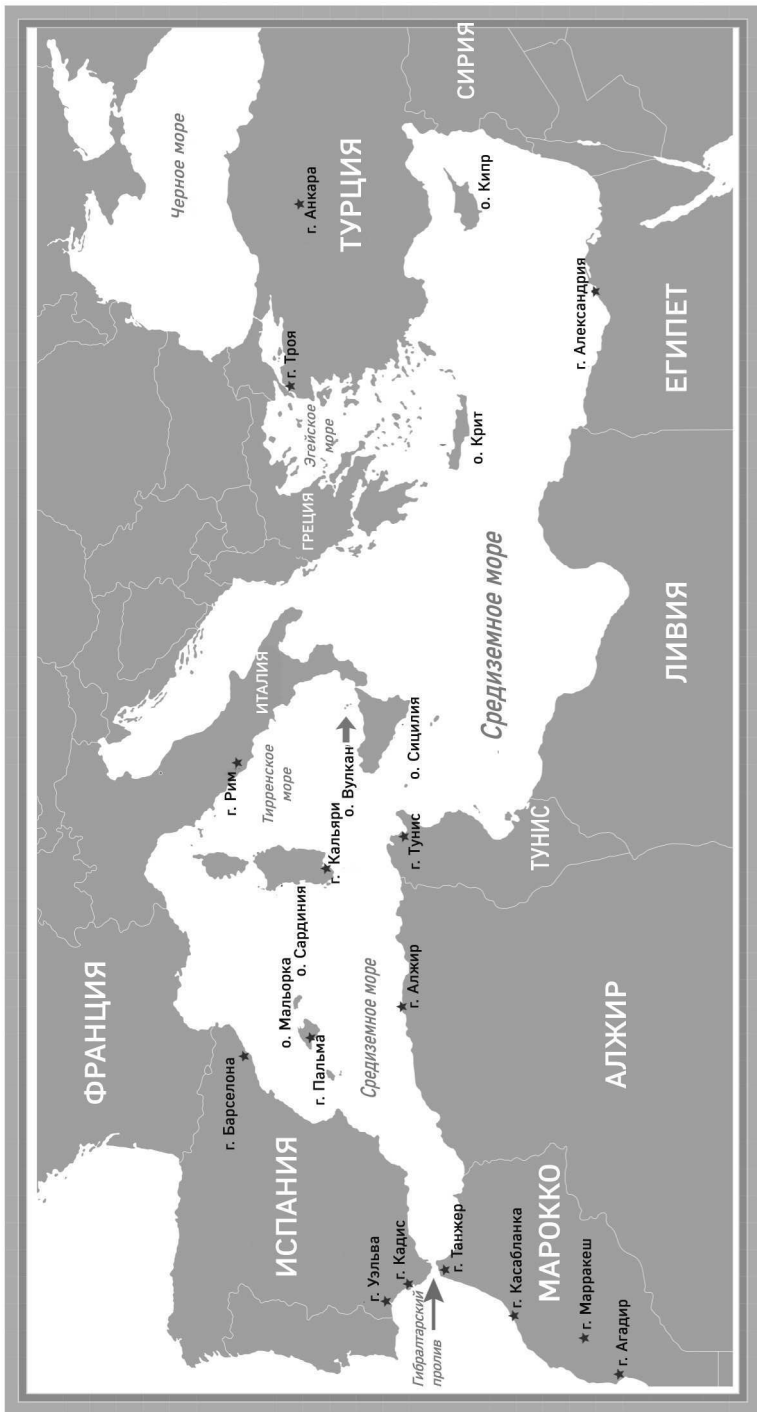 ФРАНЦИЯ
Черное море
г. Барселона
г. Рим
ИТАЛИЯ
ИСПАНИЯ
Тирренское
море
ГРЕЦИЯ
Эгейское
море
г. Троя
г. Анкара
ТУРЦИЯ
о. Мальорка
о. Сардиния
г. Пальма
г. Кальяри
о. Вулкан
Средиземное море
г. Уэльва
г. Кадис
Гибралтарский
пролив
г. Танжер
г. Алжир
г. Тунис
о. Сицилия
Средиземное море
о. Крит
о. Кипр
СИРИЯ
г. Касабланка
МАРОККО
г. Марракеш
г. Агадир
АЛЖИР
ТУНИС
ЛИВИЯ
г. Александрия
ЕГИПЕТ